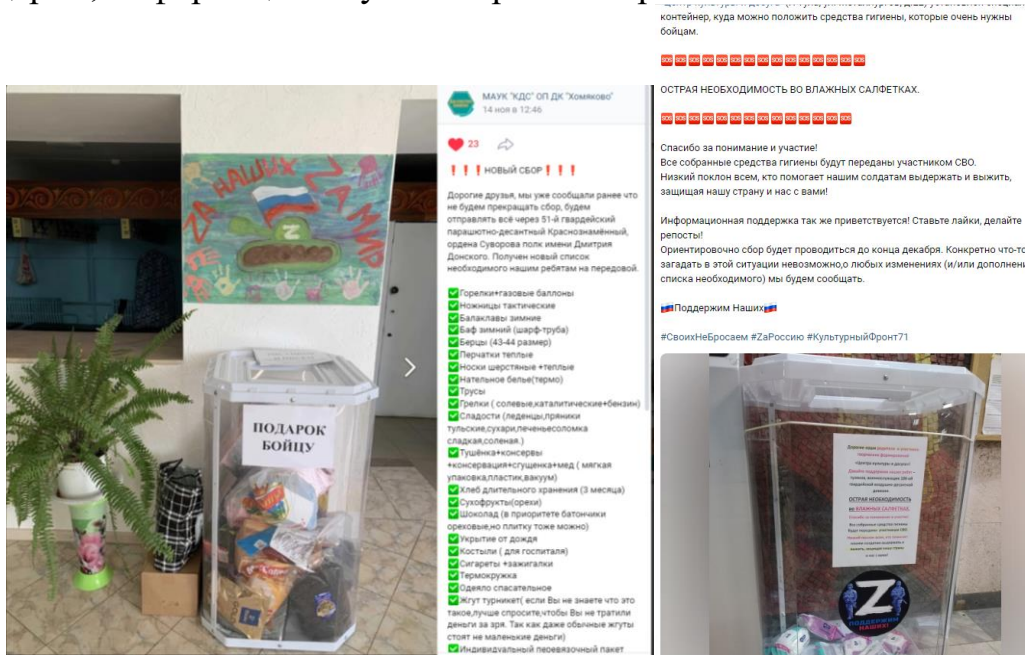 НАШИХ
ZA МИР
Z
ПОДАРОК
БОЙЦУ
МАУК "КДС" ОП ДК "Хомяково"
14 ноя в 12:46
23
❗❗❗НОВЫЙ СБОР❗❗❗
Дорогие друзья, мы уже сообщали ранее что
не будем прекращать сбор, будем
отправлять всё через 51-й гвардейский
парашютно-десантный Краснознамённый,
ордена Суворова полк имени Дмитрия
Донского. Получен новый список
необходимого нашим ребятам на передовой.
✅Горелки+газовые баллоны
✅Ножницы тактические
✅Балаклавы зимние
✅Баф зимний (шарф-труба)
✅Берцы (43-44 размер)
✅Перчатки теплые
✅Носки шерстяные +теплые
✅Нательное белье(термо)
✅Трусы
✅Грелки ( солевые,каталитические+бензин)
✅Сладости (леденцы,пряники
тульские,сухари,печеньесоломка
сладкая,соленая.)
✅Тушёнка+консервы
+консервация+сгущенка+мед ( мягкая
упаковка,пластик,вакуум)
✅Хлеб длительного хранения (3 месяца)
✅Сухофрукты(орехи)
✅Шоколад (в приоритете батончики
ореховые,но плитку тоже можно)
✅Укрытие от дождя
✅Костыли ( для госпиталя)
✅Сигареты +зажигалки
✅Термокружка
✅Одеяло спасательное
✅Жгут турникет( если Вы не знаете что это
такое,лучше спросите,чтобы Вы не тратили
деньги за зря. Так как даже обычные жгуты
стоят не маленькие деньги)
✅Индивидуальный перевязочный пакет
контейнер, куда можно положить средства гигиены, которые очень нужны
бойцам.
🆘🆘🆘🆘🆘🆘🆘🆘🆘🆘🆘🆘🆘🆘🆘
ОСТРАЯ НЕОБХОДИМОСТЬ ВО ВЛАЖНЫХ САЛФЕТКАХ.
🆘🆘🆘🆘🆘🆘🆘🆘🆘🆘🆘🆘🆘🆘
Спасибо за понимание и участие!
Все собранные средства гигиены будут переданы участником СВО.
Низкий поклон всем, кто помогает нашим солдатам выдержать и выжить,
защищая нашу страну и нас с вами!
Информационная поддержка так же приветствуется! Ставьте лайки, делайте
репосты!
Ориентировочно сбор будет проводиться до конца декабря. Конкретно что-то
загадать в этой ситуации невозможно,о любых изменениях (и/или дополнени
списка необходимого) мы будем сообщать.
🇷🇺Поддержим Наших🇷🇺
#СвоихНеБросаем #ZаРоссию #КультурныйФронт71
ОСТРАЯ НЕОБХОДИМОСТЬ
во ВЛАЖНЫХ САЛФЕТКАХ.
Z
ПОДДЕРЖИМ
НАШИХ!